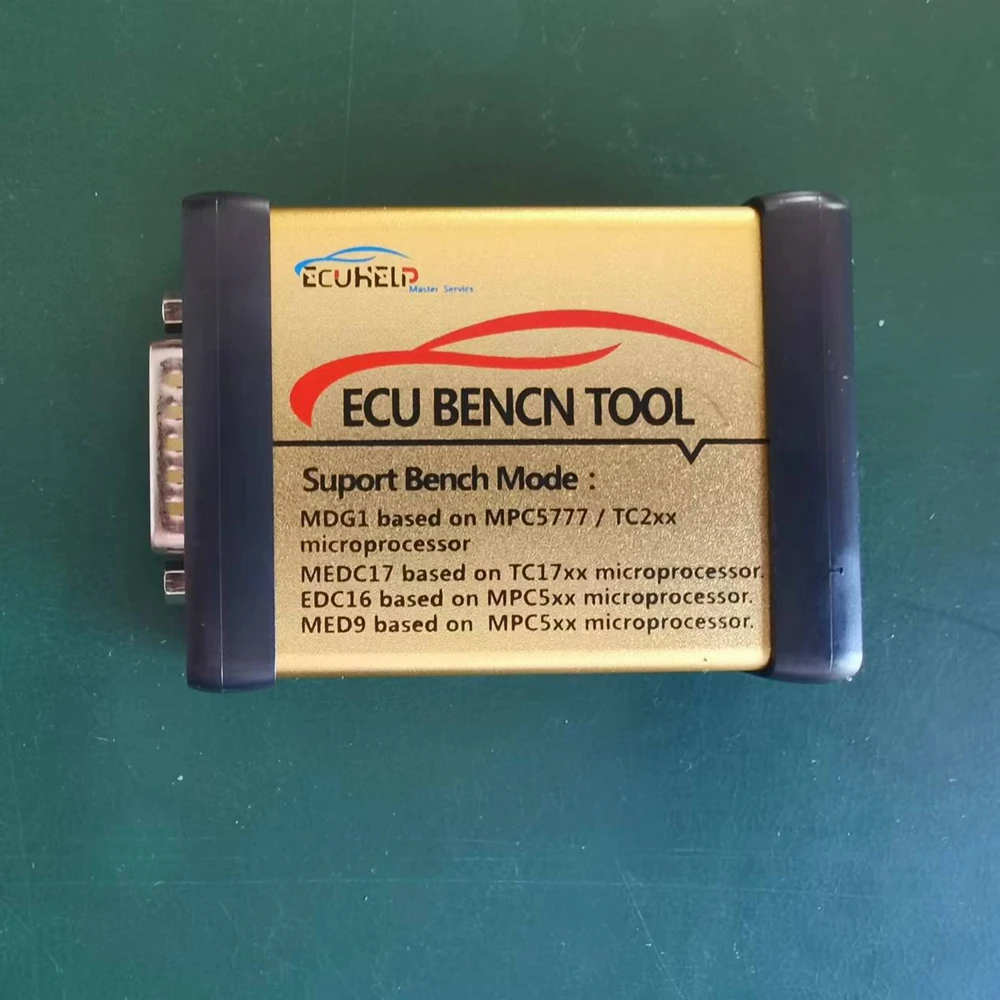 ECUHELP
Master Service
ECU BENCN TOOL
Suport Bench Mode :
MDG1 based on MPC5777 / TC2xx
microprocessor
MEDC17 based on TC17xx microprocessor.
EDC16 based on MPC5xx microprocessor.
MED9 based on MPC5xx microprocessor.